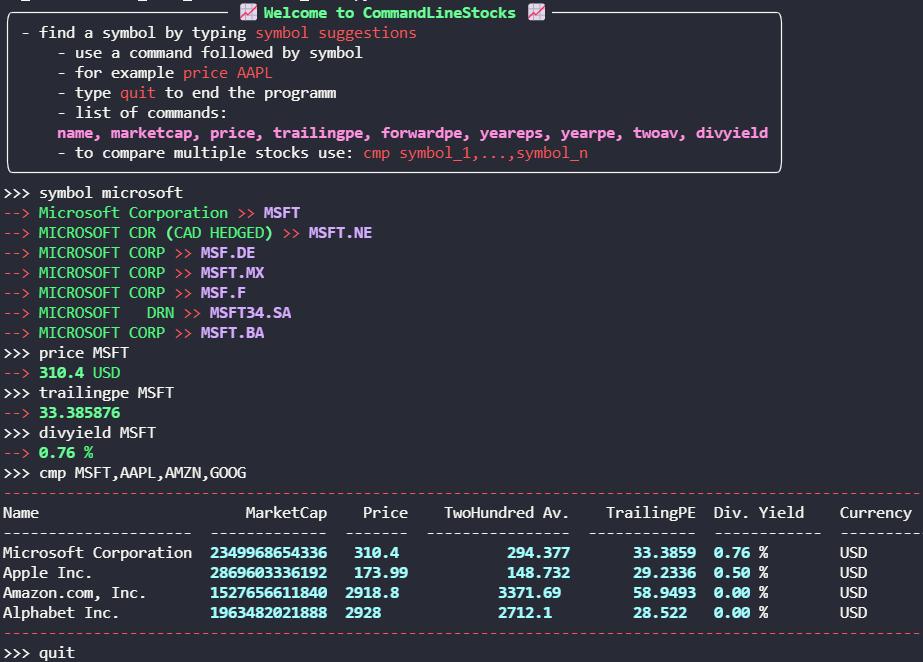 📈 Welcome to CommandLineStocks 📈
- find a symbol by typing symbol suggestions
- use a command followed by symbol
- for example price AAPL
- type quit to end the programm
- list of commands:
name, marketcap, price, trailingpe, forwardpe, yeareps, yearpe, twoav, divyield
- to compare multiple stocks use: cmp symbol_1,...,symbol_n
>>> symbol microsoft
--> Microsoft Corporation >> MSFT
--> MICROSOFT CDR (CAD HEDGED) >> MSFT.NE
--> MICROSOFT CORP >> MSF.DE
--> MICROSOFT CORP >> MSFT.MX
--> MICROSOFT CORP >> MSF.F
--> MICROSOFT   DRN >> MSFT34.SA
--> MICROSOFT CORP >> MSFT.BA
>>> price MSFT
--> 310.4 USD
>>> trailingpe MSFT
--> 33.385876
>>> divyield MSFT
--> 0.76 %
>>> cmp MSFT,AAPL,AMZN,GOOG
Name MarketCap Price TwoHundred Av. TrailingPE Div. Yield Currency
Microsoft Corporation 2349968654336 310.4 294.377 33.3859 0.76 % USD
Apple Inc. 2869603336192 173.99 148.732 29.2336 0.50 % USD
Amazon.com, Inc. 1527656611840 2918.8 3371.69 58.9493 0.00 % USD
Alphabet Inc. 1963482021888 2928 2712.1 28.522 0.00 % USD
>>> quit